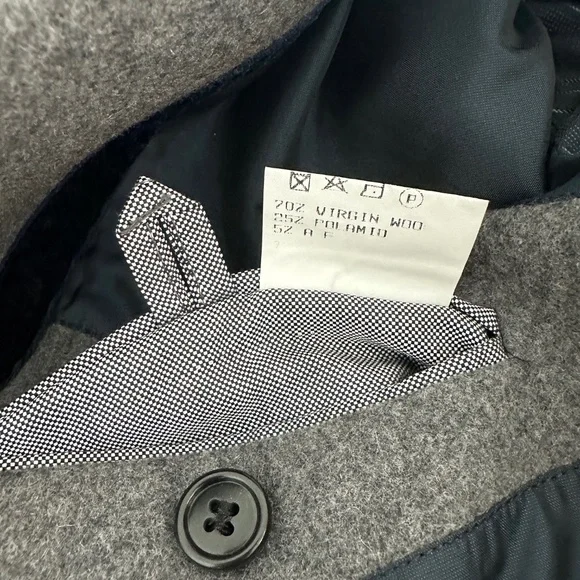 P
70% VIRGIN WOO
25% POLAMID
5% A F